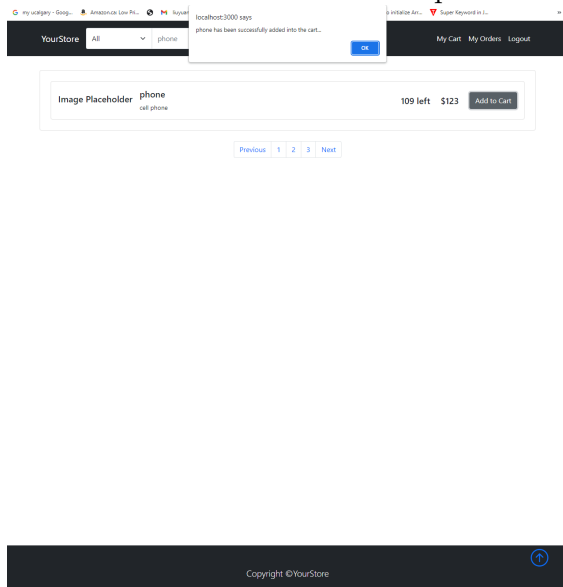 my ucalgary - Goog...
Amazon.ca: Low Pri...
localhost:3000 says
phone has been successfully added into the cart...
OK
Initialize Arr...
Super Keyword in J...
»
YourStore All phone My Cart My Orders Logout
Image Placeholder phone
cell phone
109 left $123 Add to Cart
Previous 1 2 3 Next
Copyright ©YourStore